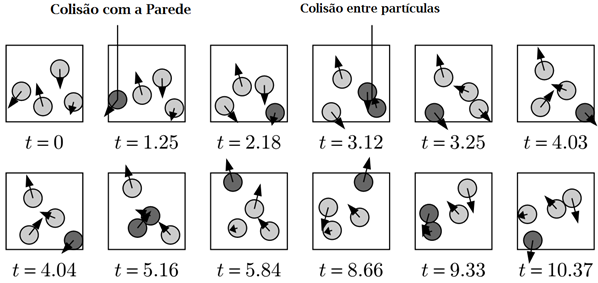 Colisão com a Parede
Colisão entre partículas
t = 0
t = 1.25
t = 2.18
t = 3.12
t = 3.25
t = 4.03
t = 4.04
t = 5.16
t = 5.84
t = 8.66
t = 9.33
t = 10.37